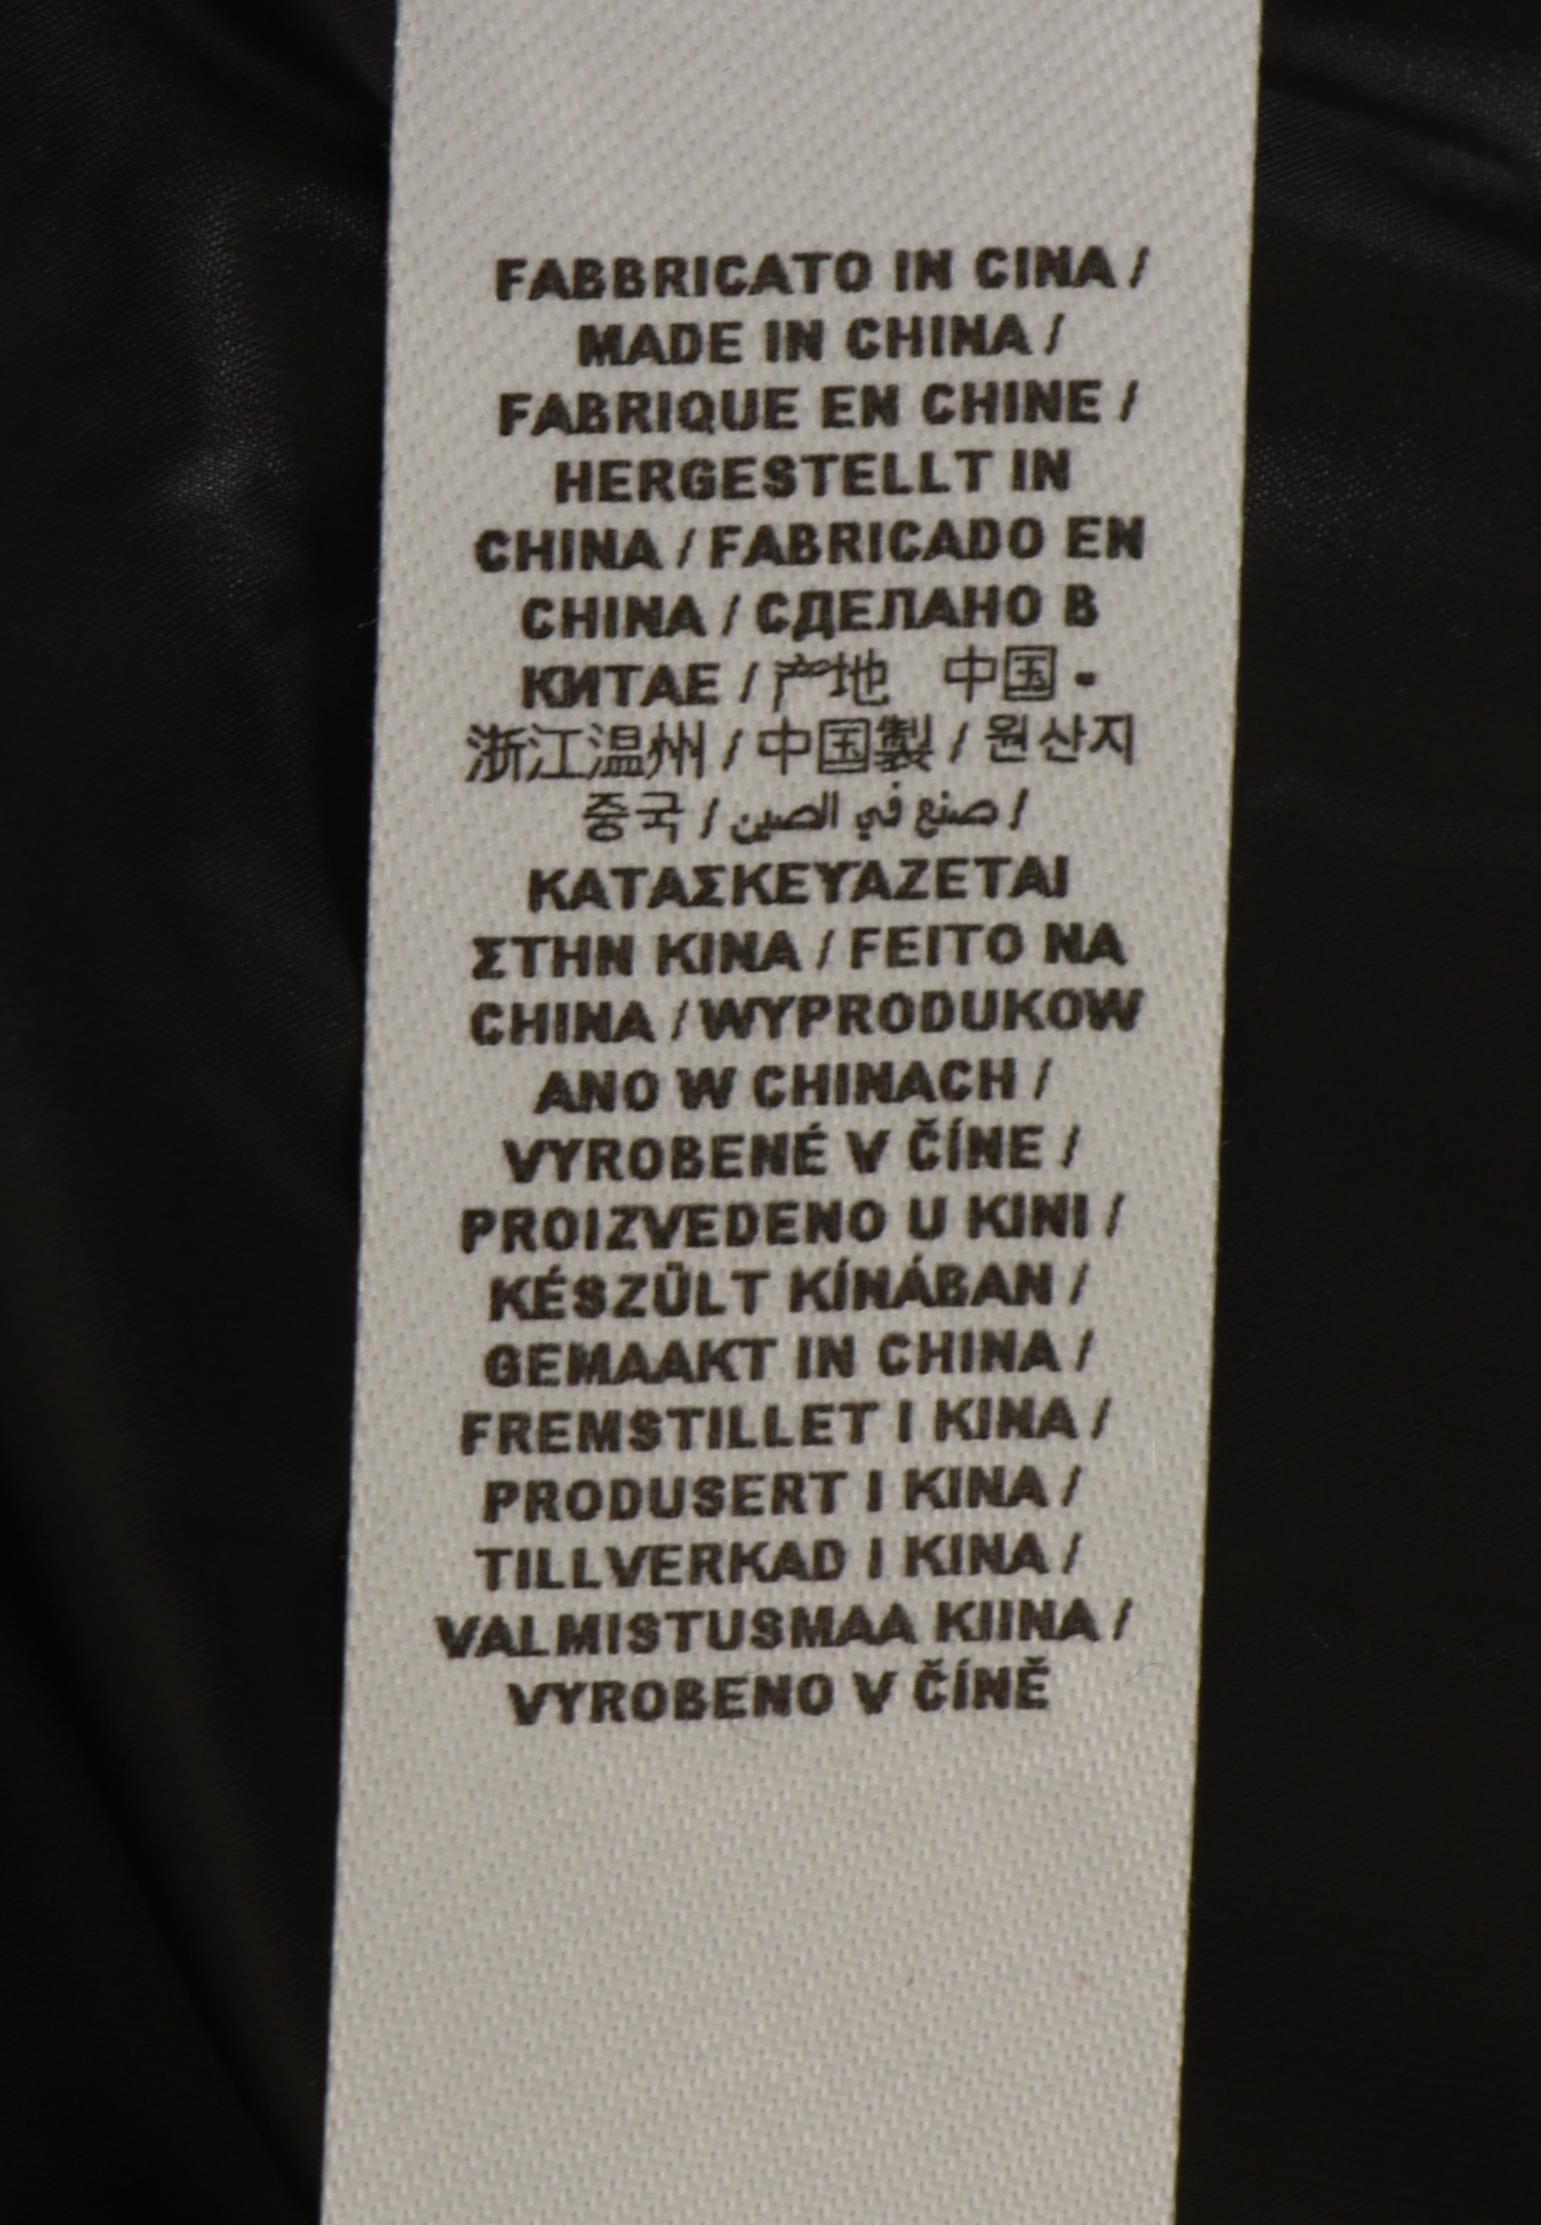 FABBRICATO IN CINA /
MADE IN CHINA /
FABRIQUE EN CHINE /
HERGESTELLT IN
CHINA / FABRICADO EN
CHINA / СДЕЛАНО В
КИТАЕ / 产地 中国 -
浙江温州 / 中国製 / 원산지
중국 / صنع في الصين /
ΚΑΤΑΣΚΕΥΑΖΕΤΑΙ
ΣΤΗΝ ΚΙΝΑ / FEITO NA
CHINA / WYPRODUKOW
ANO W CHINACH /
VYROBENÉ V ČÍNE /
PROIZVEDENO U KINI /
KÉSZÜLT KÍNÁBAN /
GEMAAKT IN CHINA /
FREMSTILLET I KINA /
PRODUSERT I KINA /
TILLVERKAD I KINA /
VALMISTUSMAA KIINA /
VYROBENO V ČÍNĚ